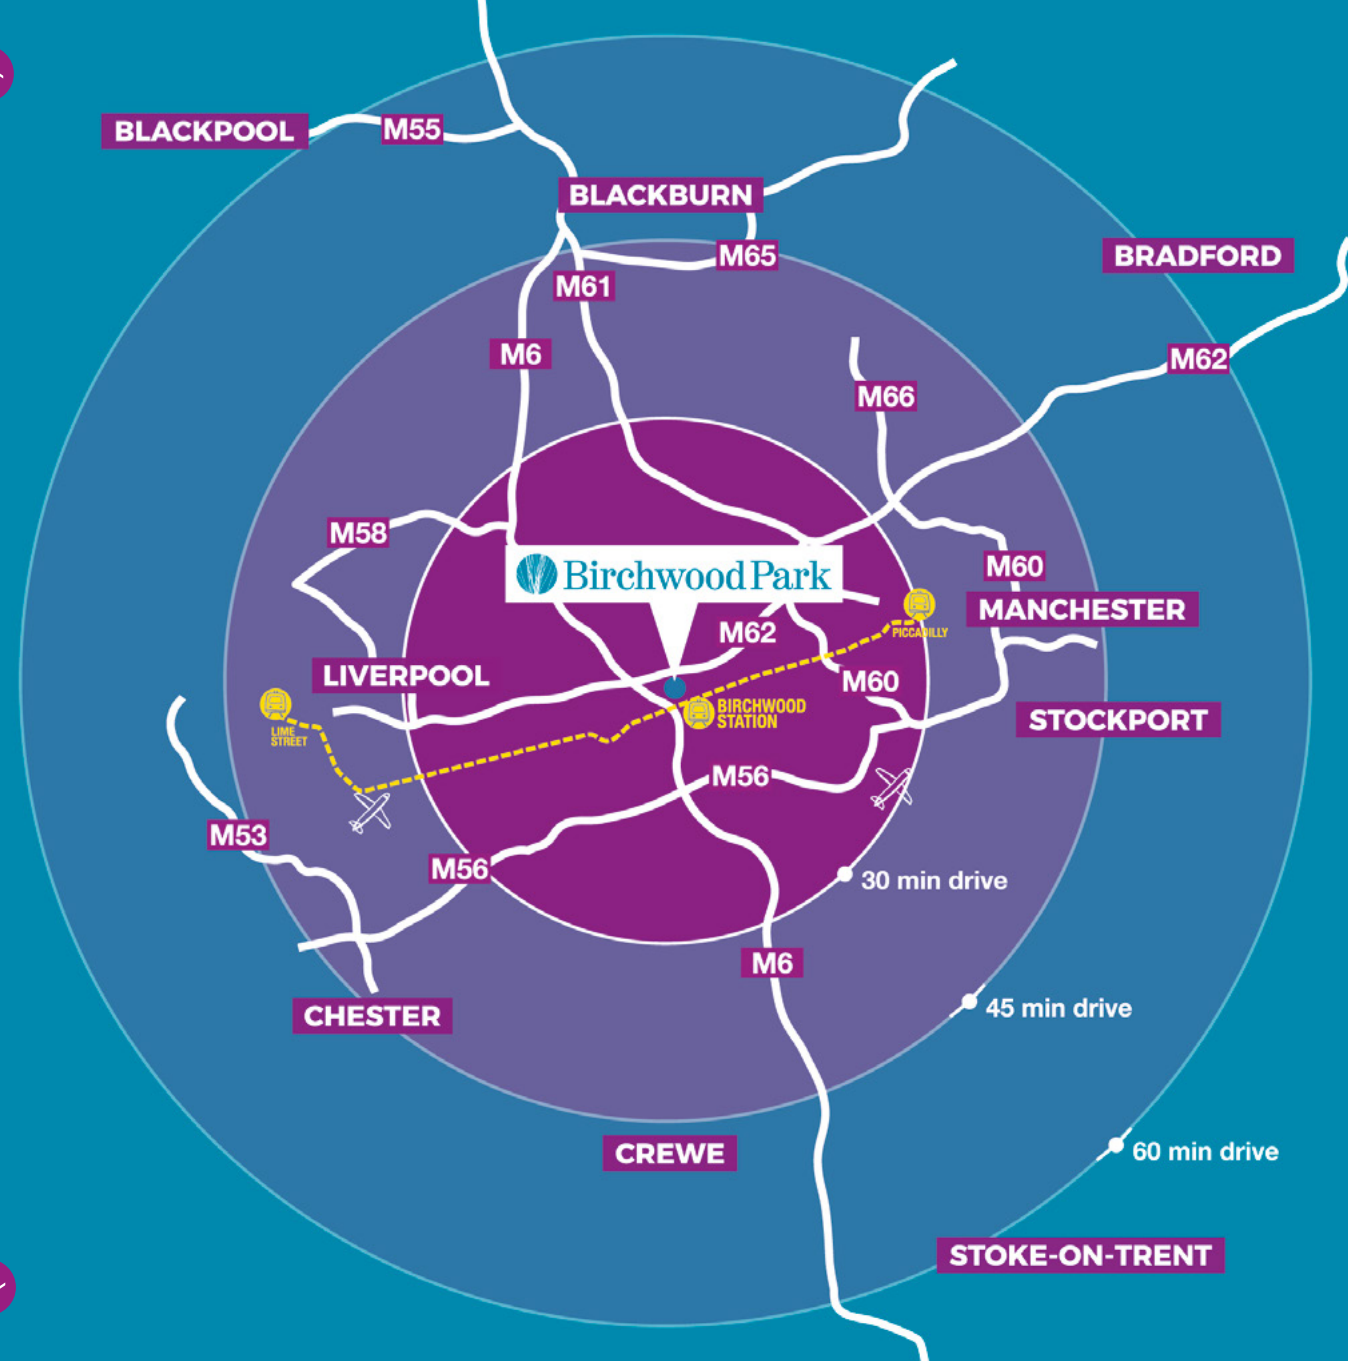 BLACKPOOL
M55
BLACKBURN
M65
BRADFORD
M61
M6
M62
M66
M58
M60
Birchwood Park
MANCHESTER
PICCADILLY
M62
LIVERPOOL
M60
LIME
STREET
BIRCHWOOD
STATION
STOCKPORT
M56
M53
M56
30 min drive
M6
45 min drive
CHESTER
CREWE
60 min drive
STOKE-ON-TRENT